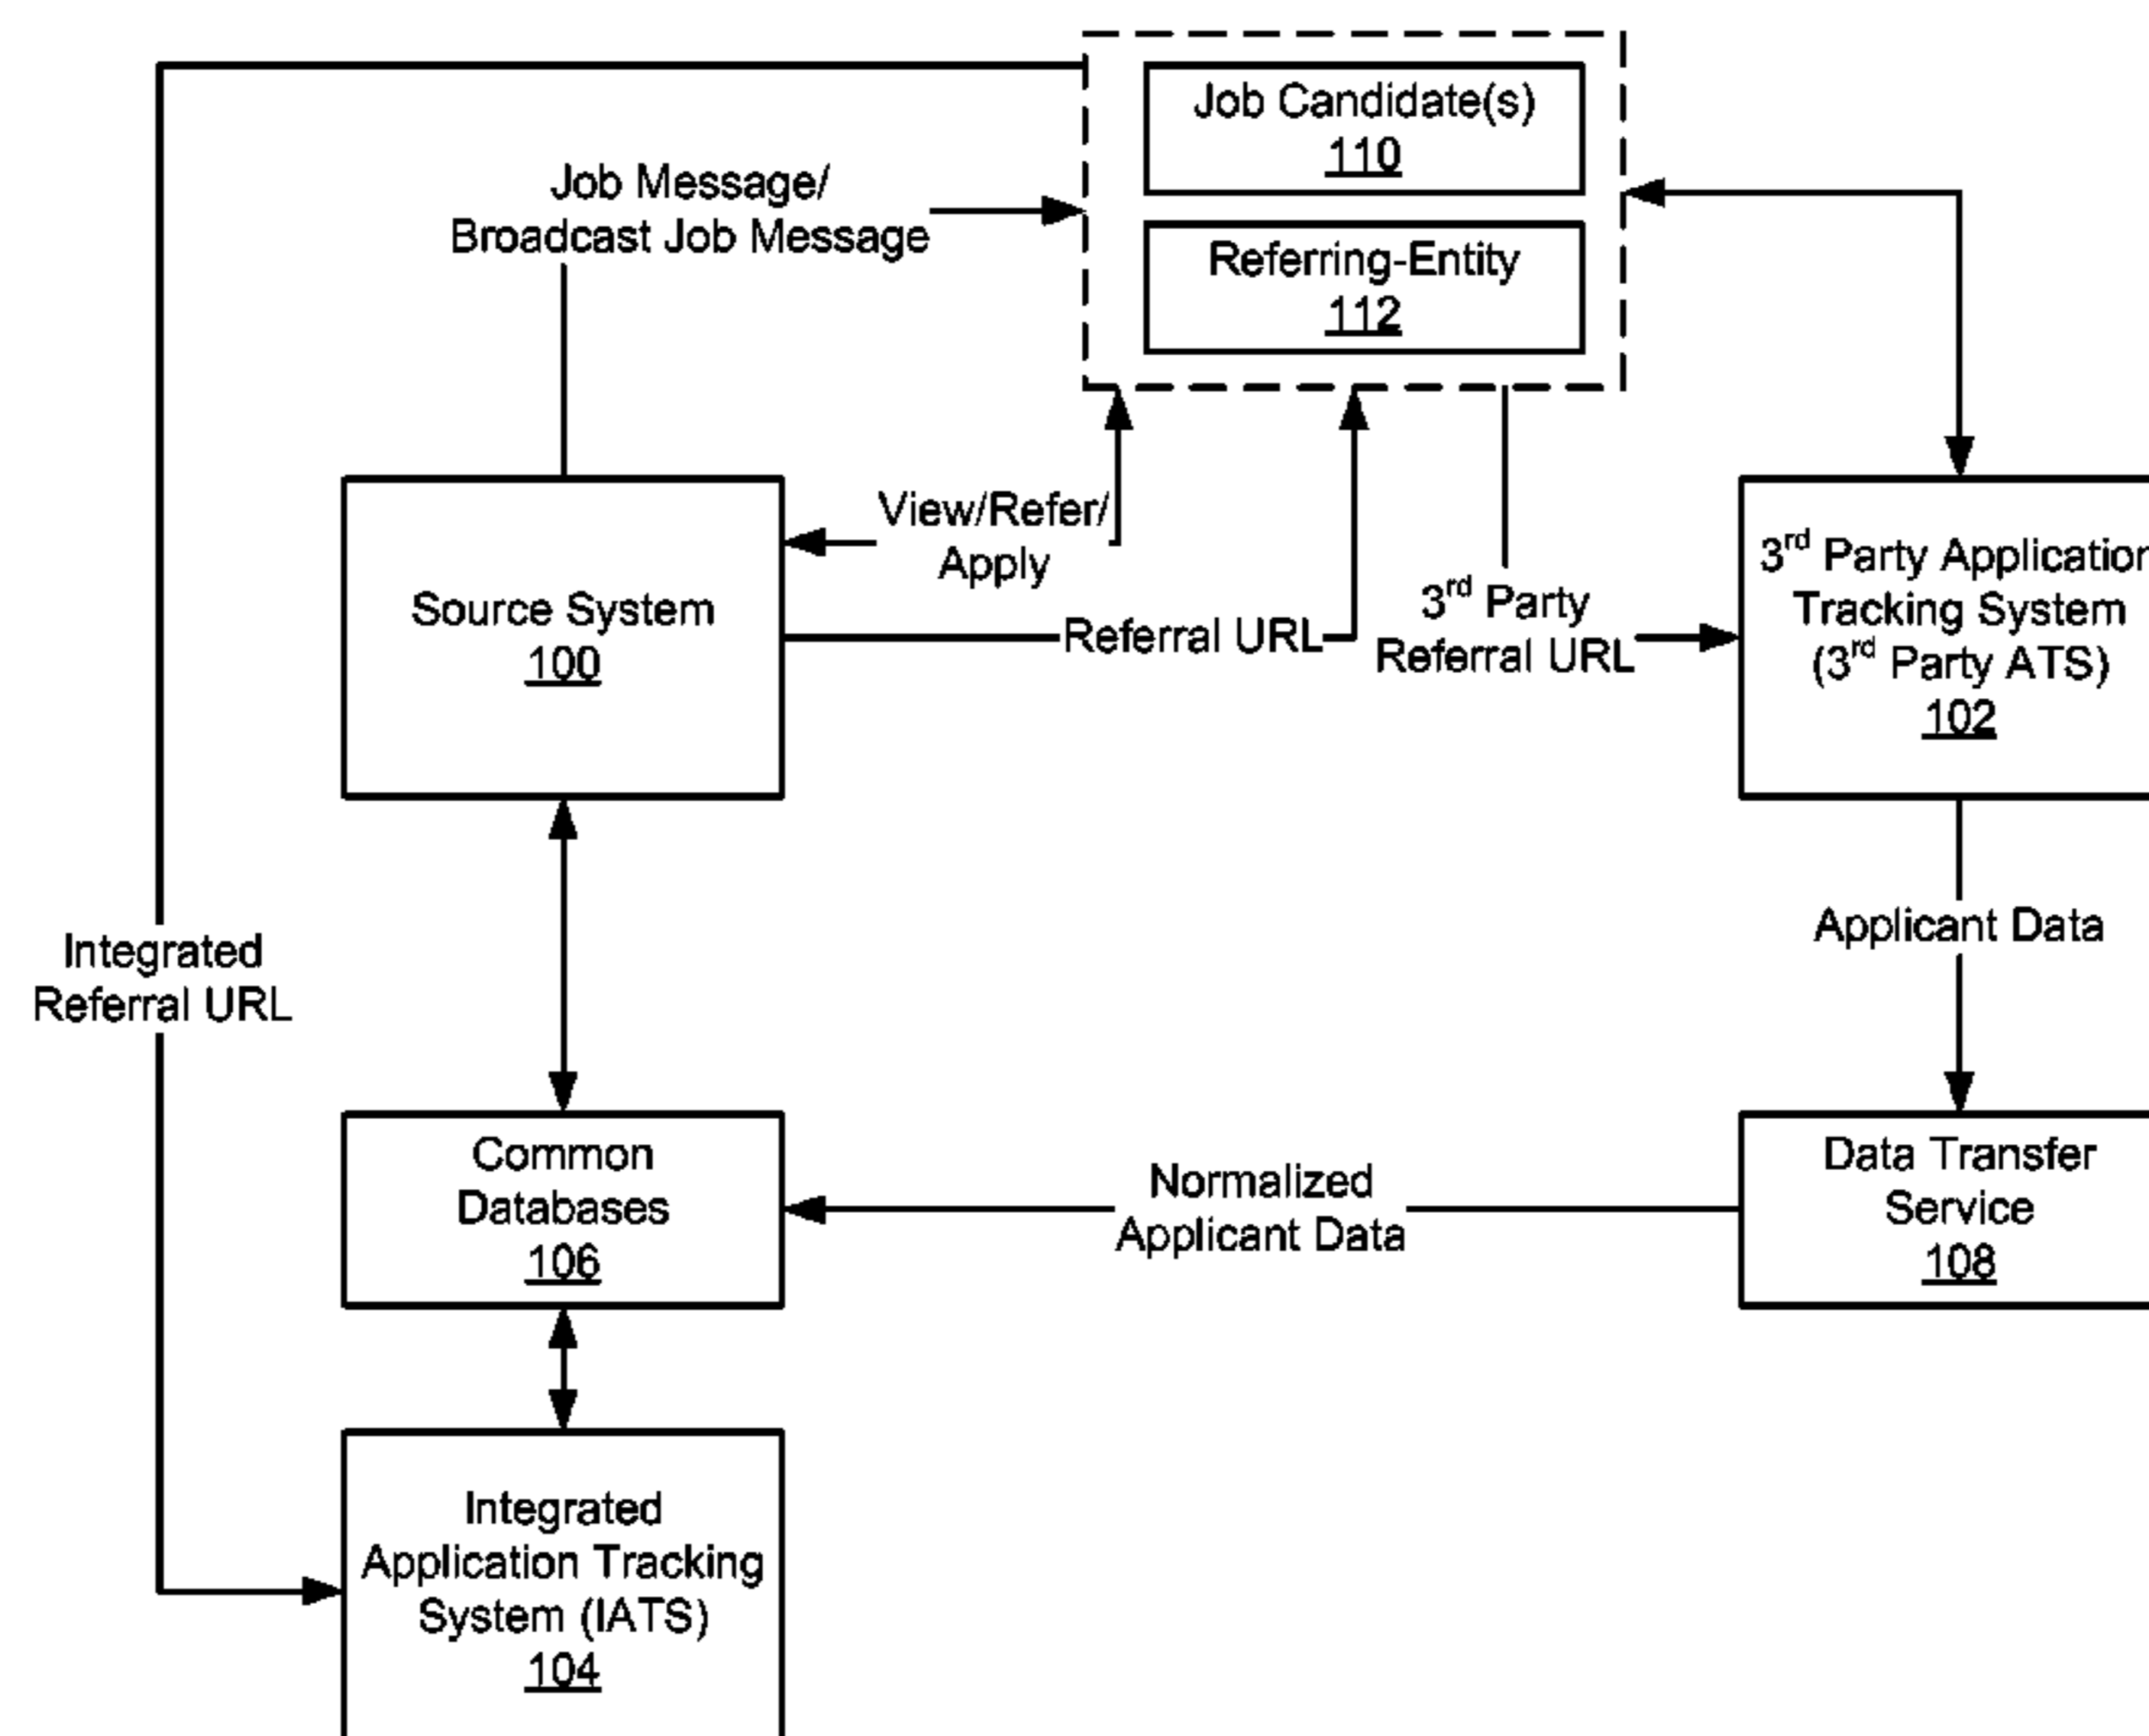 Job Candidate(s)
110
Job Message/
Broadcast Job Message
Referring-Entity
112
View/Refer/
Apply
Source System
100
Referral URL
3rd Party
Referral URL
3rd Party Application
Tracking System
(3rd Party ATS)
102
Applicant Data
Integrated
Referral URL
Common
Databases
106
Normalized
Applicant Data
Data Transfer
Service
108
Integrated
Application Tracking
System (IATS)
104